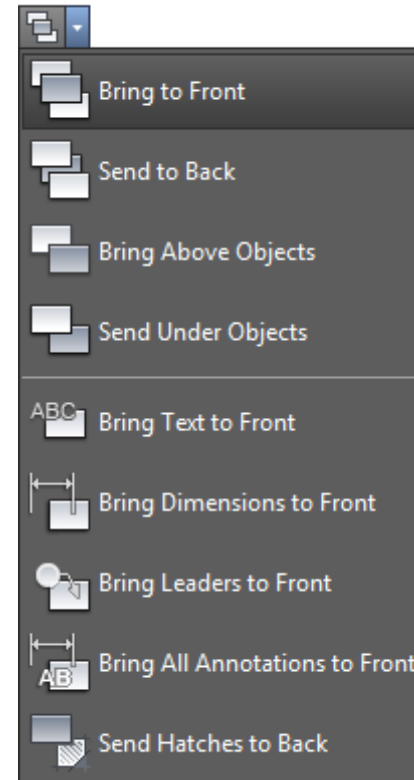 Bring to Front
Send to Back
Bring Above Objects
Send Under Objects
ABC
Bring Text to Front
Bring Dimensions to Front
Bring Leaders to Front
AB
Bring All Annotations to Front
Send Hatches to Back